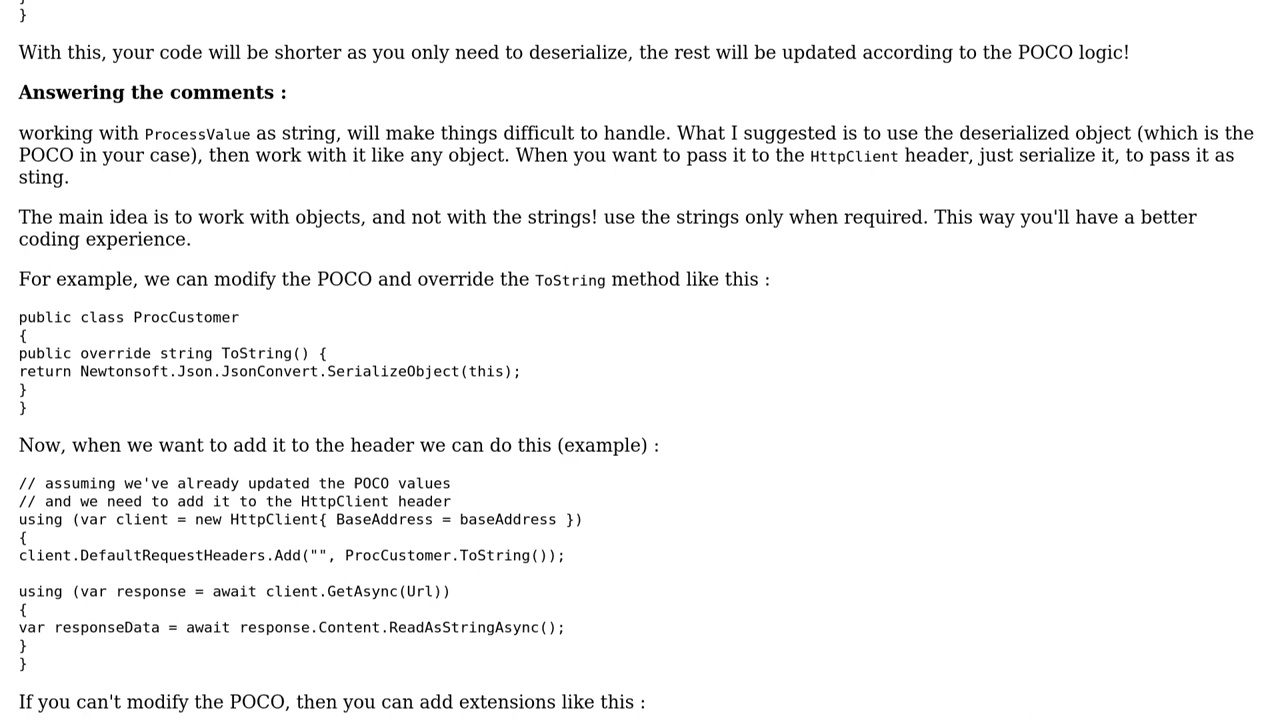 }
With this, your code will be shorter as you only need to deserialize, the rest will be updated according to the POCO logic!
Answering the comments :
working with ProcessValue as string, will make things difficult to handle. What I suggested is to use the deserialized object (which is the
POCO in your case), then work with it like any object. When you want to pass it to the HttpClient header, just serialize it, to pass it as
sting.
The main idea is to work with objects, and not with the strings! use the strings only when required. This way you'll have a better
coding experience.
For example, we can modify the POCO and override the ToString method like this :
public class ProcCustomer
{
public override string ToString() {
return Newtonsoft.Json.JsonConvert.SerializeObject(this);
}
}
Now, when we want to add it to the header we can do this (example) :
// assuming we've already updated the POCO values
// and we need to add it to the HttpClient header
using (var client = new HttpClient{ BaseAddress = baseAddress })
{
client.DefaultRequestHeaders.Add("", ProcCustomer.ToString());
using (var response = await client.GetAsync(Url))
{
var responseData = await response.Content.ReadAsStringAsync();
}
}
If you can't modify the POCO, then you can add extensions like this :